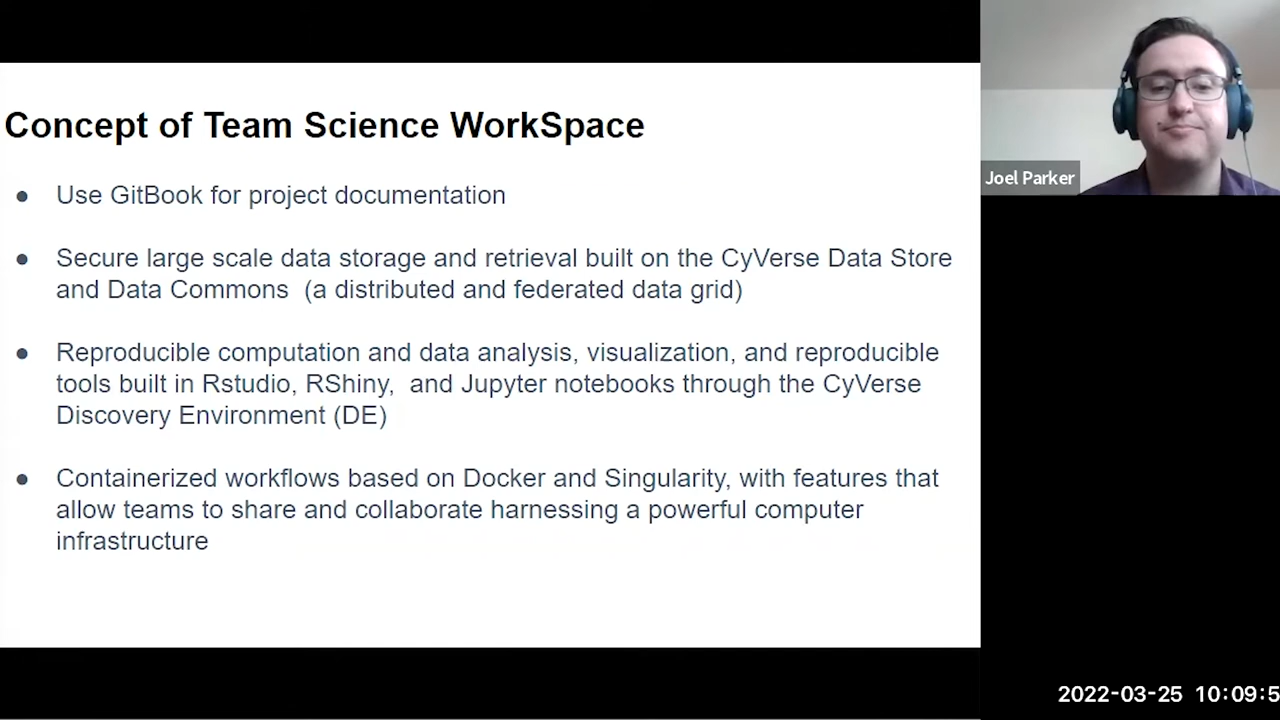 Concept of Team Science WorkSpace
● Use GitBook for project documentation
● Secure large scale data storage and retrieval built on the CyVerse Data Store
and Data Commons (a distributed and federated data grid)
● Reproducible computation and data analysis, visualization, and reproducible
tools built in Rstudio, RShiny, and Jupyter notebooks through the CyVerse
Discovery Environment (DE)
● Containerized workflows based on Docker and Singularity, with features that
allow teams to share and collaborate harnessing a powerful computer
infrastructure
Joel Parker
2022-03-25 10:09:5